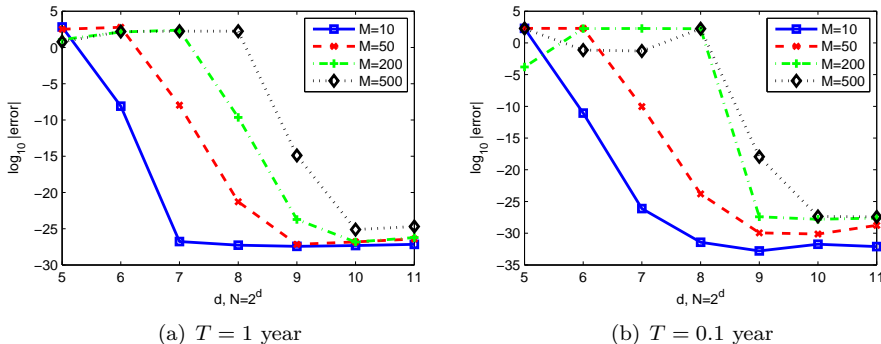 5
0
−5
−10
−15
−20
−25
−30
log10 |error|
5 6 7 8 9 10 11
d, N=2^d
M=10
M=50
M=200
M=500
(a) T = 1 year
5
0
−5
−10
−15
−20
−25
−30
−35
log10 |error|
5 6 7 8 9 10 11
d, N=2^d
M=10
M=50
M=200
M=500
(b) T = 0.1 year